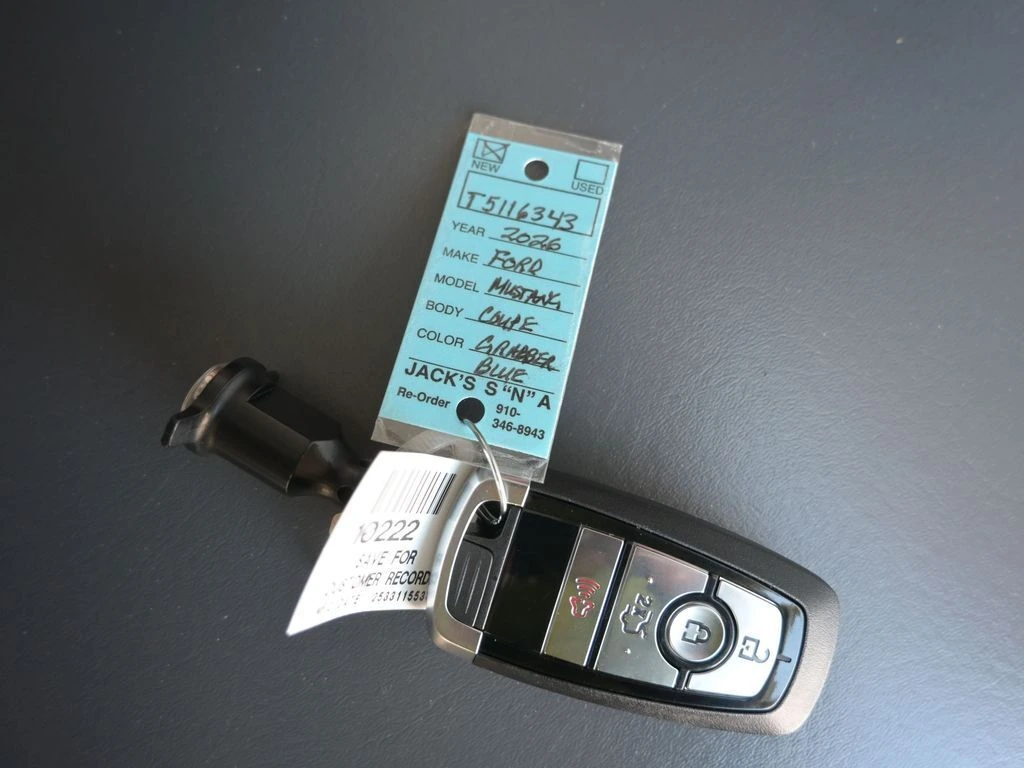 NEW
USED
T5116343
YEAR 2026
MAKE FORD
MODEL MUSTANG
BODY COUPE
COLOR GRABBER
BLUE
JACK'S S "N" A
Re-Order 910-
346-8943
10222
SAVE FOR
CUSTOMER RECORD
2X